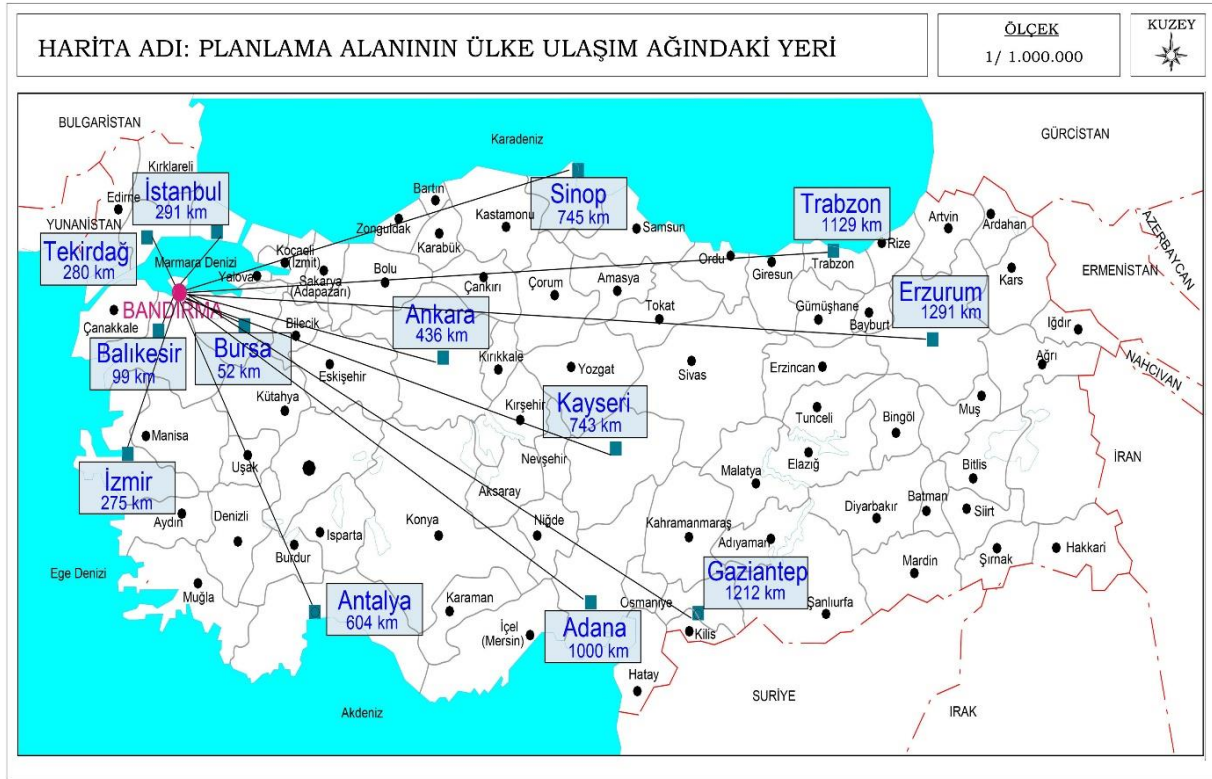 HARİTA ADI: PLANLAMA ALANININ ÜLKE ULAŞIM AĞINDAKİ YERİ
ÖLÇEK
1/ 1.000.000
KUZEY
BULGARİSTAN
Karadeniz
GÜRCİSTAN
Kırklareli
İstanbul
291 km
Edirne
YUNANİSTAN
Tekirdağ
280 km
Marmara Denizi
Bartın
Zonguldak
Karabük
Kastamonu
Sinop
745 km
Samsun
Trabzon
1129 km
Trabzon
Rize
Artvin
Ardahan
AZERBAYCAN
Kocaeli
(İzmit)
Yalova
Sakarya
(Adapazarı)
Bolu
Çankırı
Çorum
Amasya
Tokat
Ordu
Giresun
Gümüşhane
Bayburt
Kars
ERMENİSTAN
Erzurum
1291 km
Iğdır
Ağrı
NAHCIVAN
BANDIRMA
Çanakkale
Balıkesir
99 km
Bursa
52 km
Bilecik
Eskişehir
Ankara
436 km
Kırıkkale
Yozgat
Sivas
Erzincan
Kütahya
Kırşehir
Kayseri
743 km
Tunceli
Bingöl
Muş
Manisa
Uşak
Nevşehir
Malatya
Elazığ
Bitlis
İRAN
İzmir
275 km
Aydın
Denizli
Isparta
Burdur
Konya
Aksaray
Niğde
Kahramanmaraş
Adıyaman
Diyarbakır
Batman
Siirt
Mardin
Şırnak
Hakkari
Ege Denizi
Muğla
Antalya
604 km
Karaman
İçel
(Mersin)
Adana
1000 km
Osmaniye
Gaziantep
1212 km
Kilis
Şanlıurfa
Hatay
Akdeniz
SURİYE
IRAK